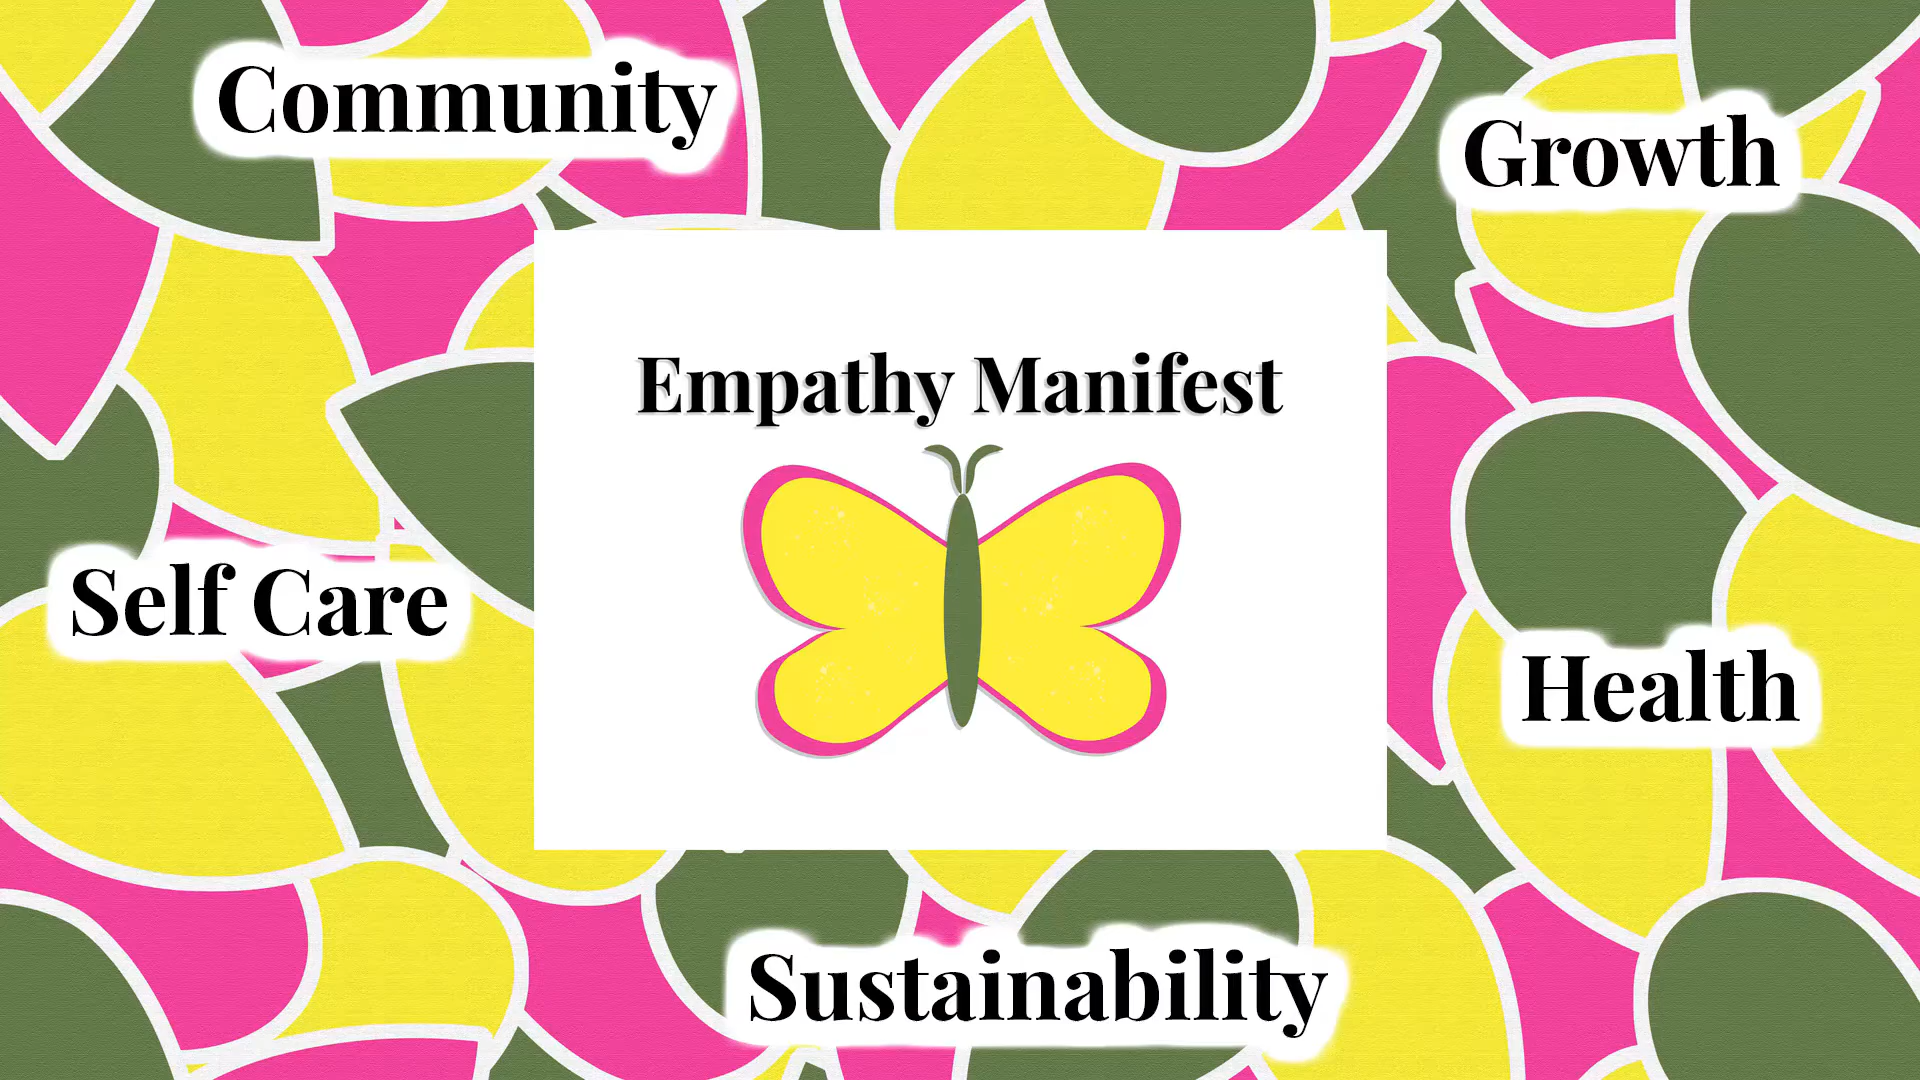 Community
Growth
Empathy Manifest
Self Care
Health
Sustainability